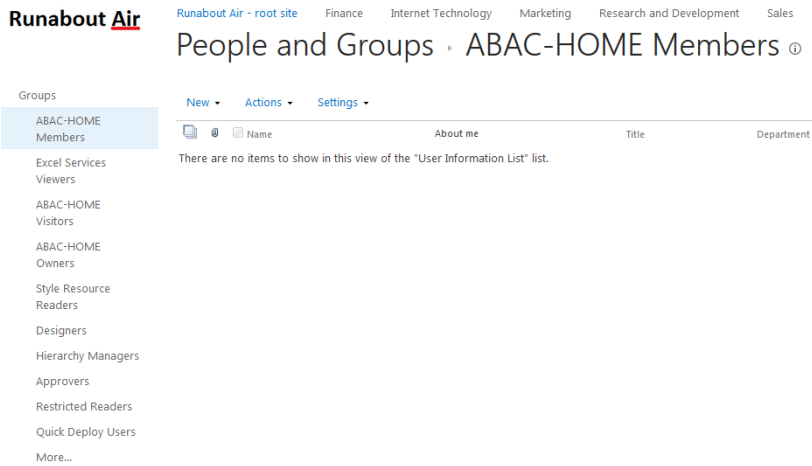 Runabout Air
Runabout Air - root site Finance Internet Technology Marketing Research and Development Sales
People and Groups ▸ ABAC-HOME Members
Groups
ABAC-HOME
Members
Excel Services
Viewers
ABAC-HOME
Visitors
ABAC-HOME
Owners
Style Resource
Readers
Designers
Hierarchy Managers
Approvers
Restricted Readers
Quick Deploy Users
More...
New Actions Settings
Name About me Title Department
There are no items to show in this view of the "User Information List" list.